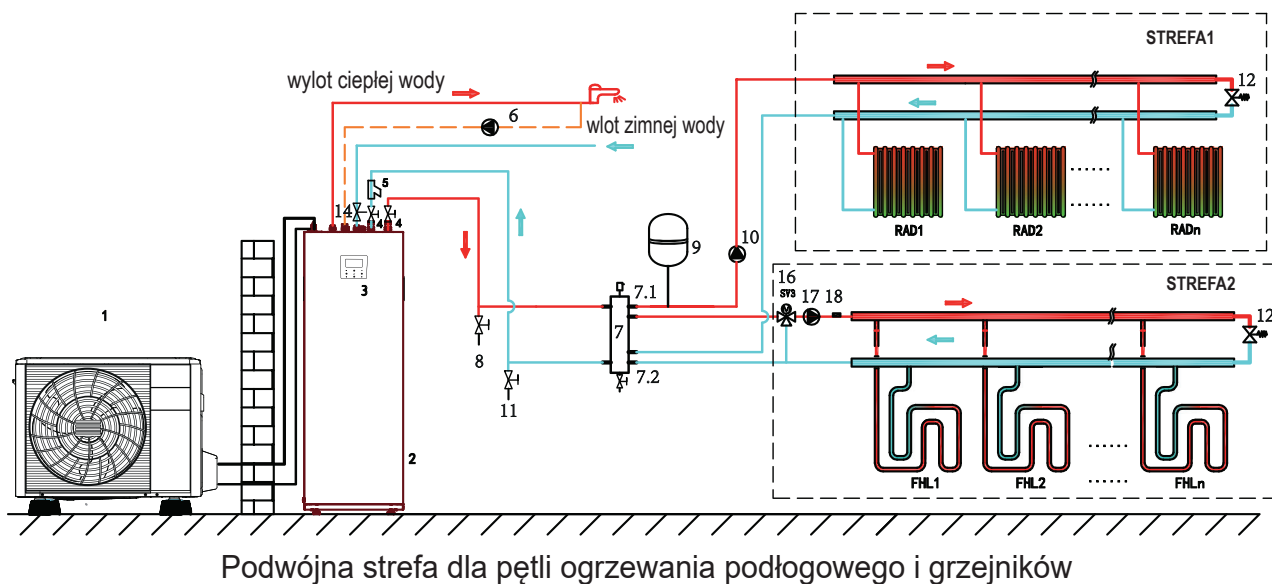 STREFA1
wylot ciepłej wody
12
6
wlot zimnej wody
5
14
4
4
RAD1
RAD2
......
......
RADn
3
9
10
STREFA2
16
SV3
M
17
18
7.1
1
7
12
8
7.2
11
2
......
......
FHL1
FHL2
FHLn
Podwójna strefa dla pętli ogrzewania podłogowego i grzejników